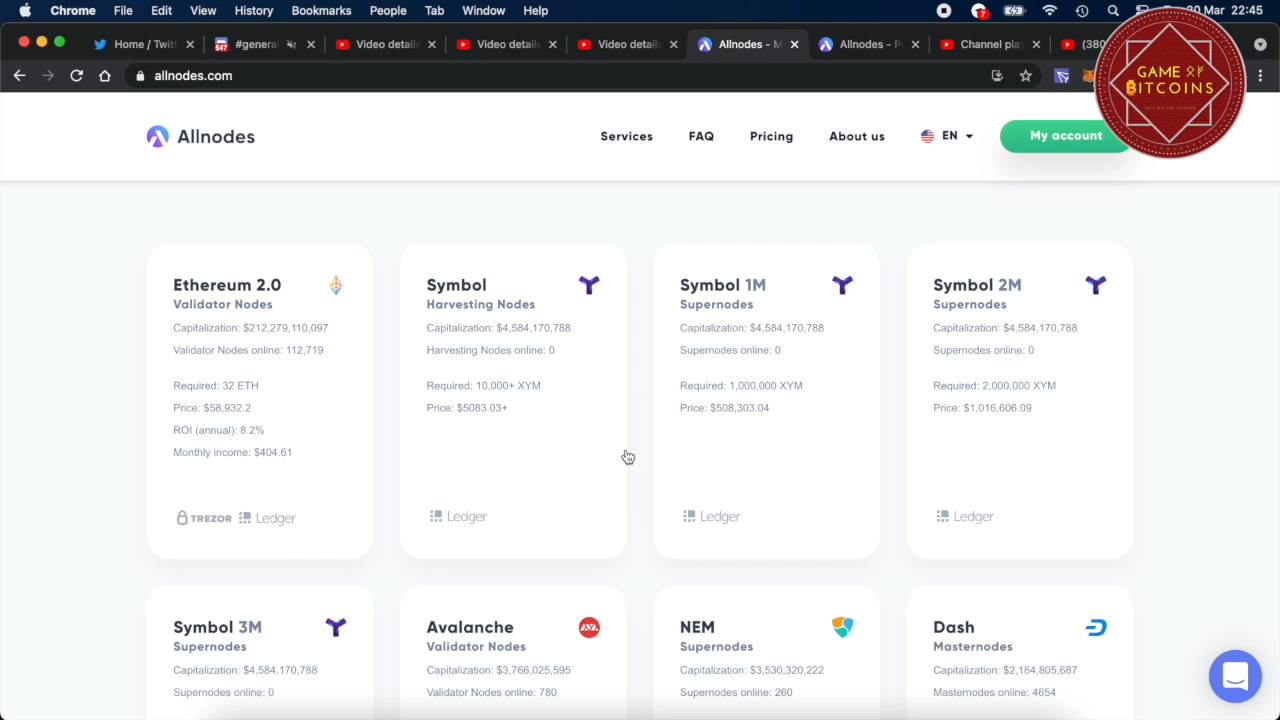 Chrome File Edit View History Bookmarks People Tab Window Help
7
20 Mar 22:45
Home / Twitt
547 #general
Video details
Video details
Video details
Allnodes - M
Allnodes - P
Channel play
(380
allnodes.com
GAME OF
BITCOINS
Allnodes
Services FAQ Pricing About us EN My account
Ethereum 2.0
Validator Nodes
Capitalization: $212,279,110,097
Validator Nodes online: 112,719
Required: 32 ETH
Price: $58,932.2
ROI (annual): 8.2%
Monthly income: $404.61
TREZOR Ledger
Symbol
Harvesting Nodes
Capitalization: $4,584,170,788
Harvesting Nodes online: 0
Required: 10,000+ XYM
Price: $5083.03+
Ledger
Symbol 1M
Supernodes
Capitalization: $4,584,170,788
Supernodes online: 0
Required: 1,000,000 XYM
Price: $508,303.04
Ledger
Symbol 2M
Supernodes
Capitalization: $4,584,170,788
Supernodes online: 0
Required: 2,000,000 XYM
Price: $1,016,606.09
Ledger
Symbol 3M
Supernodes
Capitalization: $4,584,170,788
Supernodes online: 0
Avalanche
Validator Nodes
Capitalization: $3,766,025,595
Validator Nodes online: 780
NEM
Supernodes
Capitalization: $3,530,320,222
Supernodes online: 260
Dash
Masternodes
Capitalization: $2,164,805,687
Masternodes online: 4654